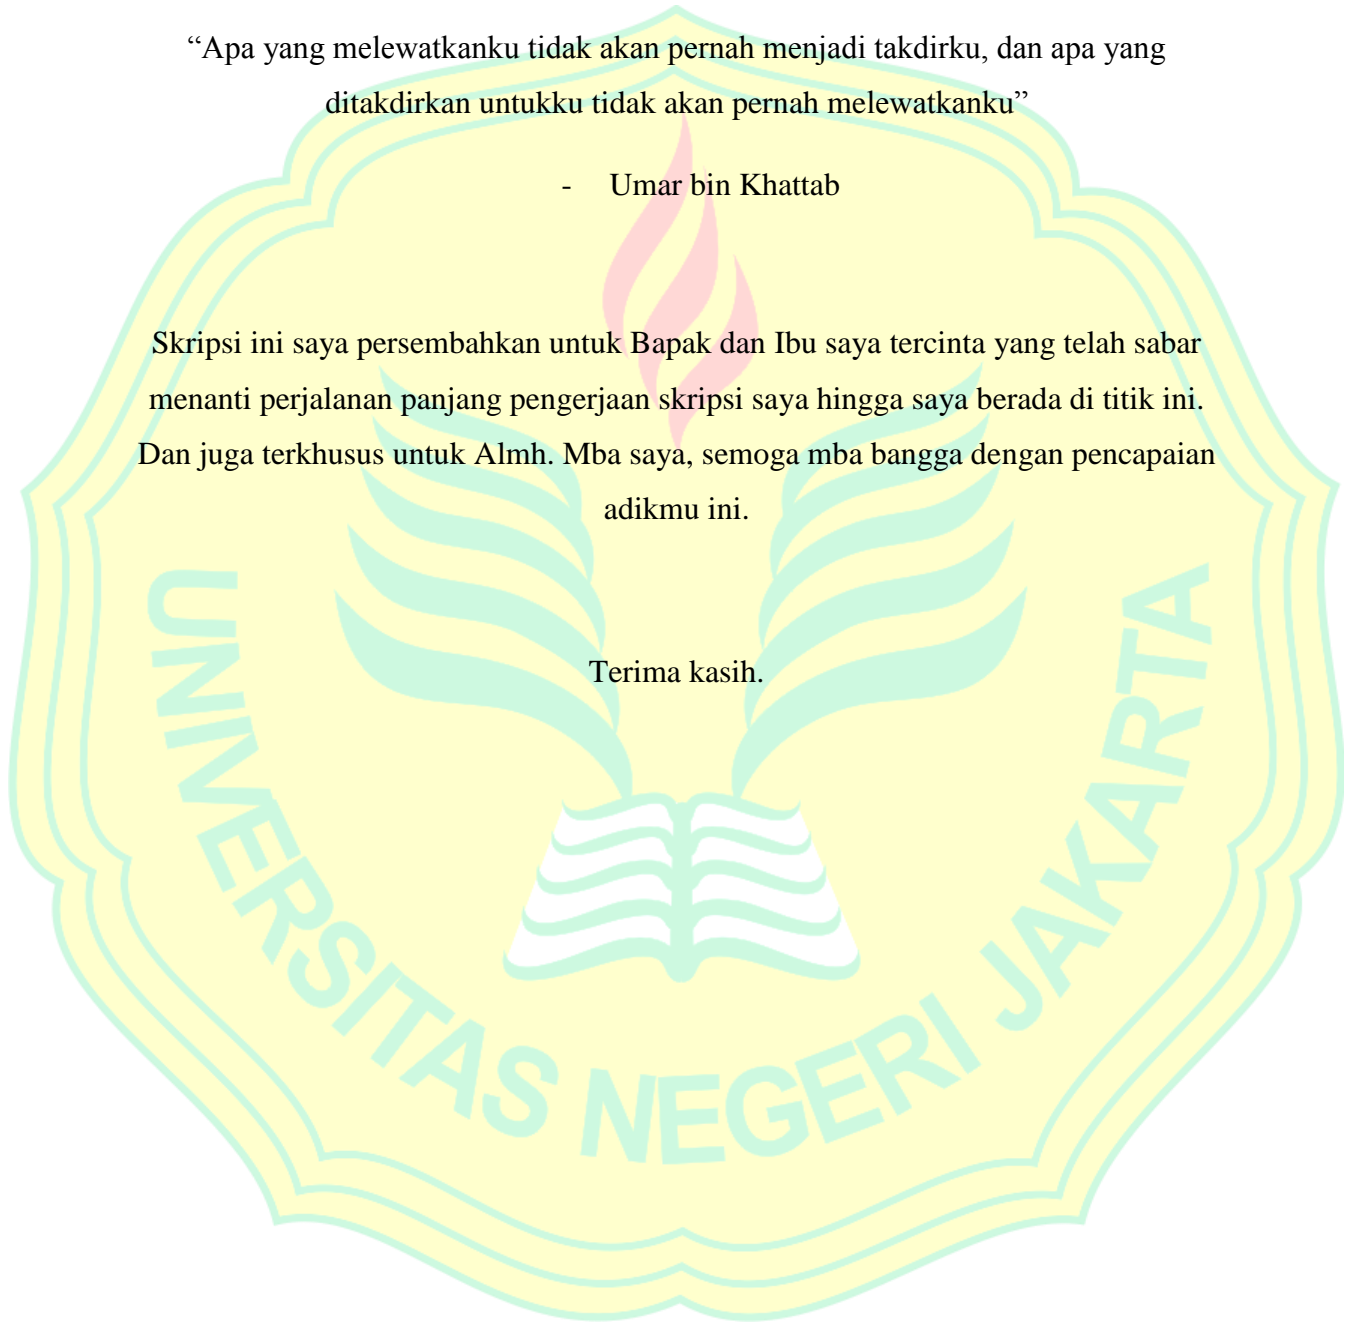 “Apa yang melewatkanku tidak akan pernah menjadi takdirku, dan apa yang
ditakdirkan untukku tidak akan pernah melewatkanku”
- Umar bin Khattab
Skripsi ini saya persembahkan untuk Bapak dan Ibu saya tercinta yang telah sabar
menanti perjalanan panjang pengerjaan skripsi saya hingga saya berada di titik ini.
Dan juga terkhusus untuk Almh. Mba saya, semoga mba bangga dengan pencapaian
adikmu ini.
Terima kasih.
UNIVERSITAS NEGERI JAKARTA